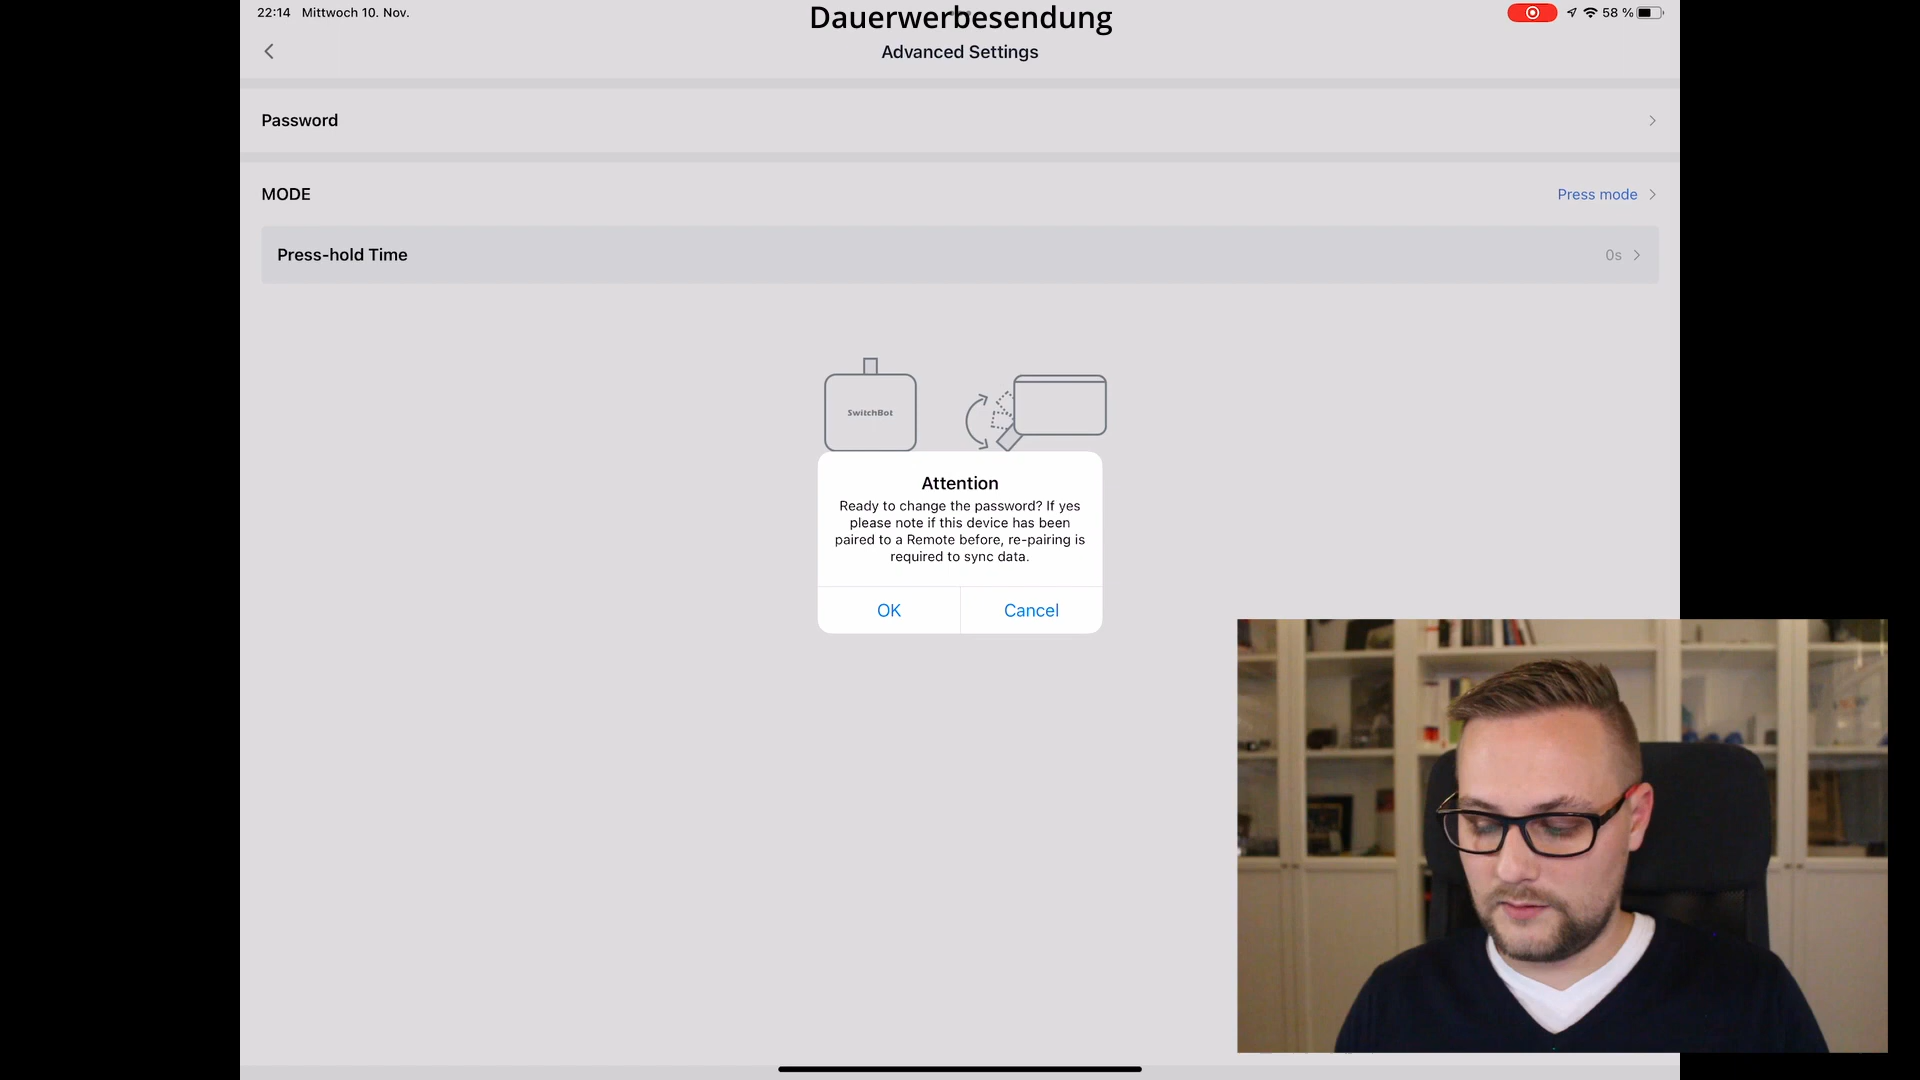 22:14 Mittwoch 10. Nov.
Dauerwerbesendung
58 %
Advanced Settings
Password
MODE
Press mode
Press-hold Time
0s
SwitchBot
Attention
Ready to change the password? If yes
please note if this device has been
paired to a Remote before, re-pairing is
required to sync data.
OK
Cancel